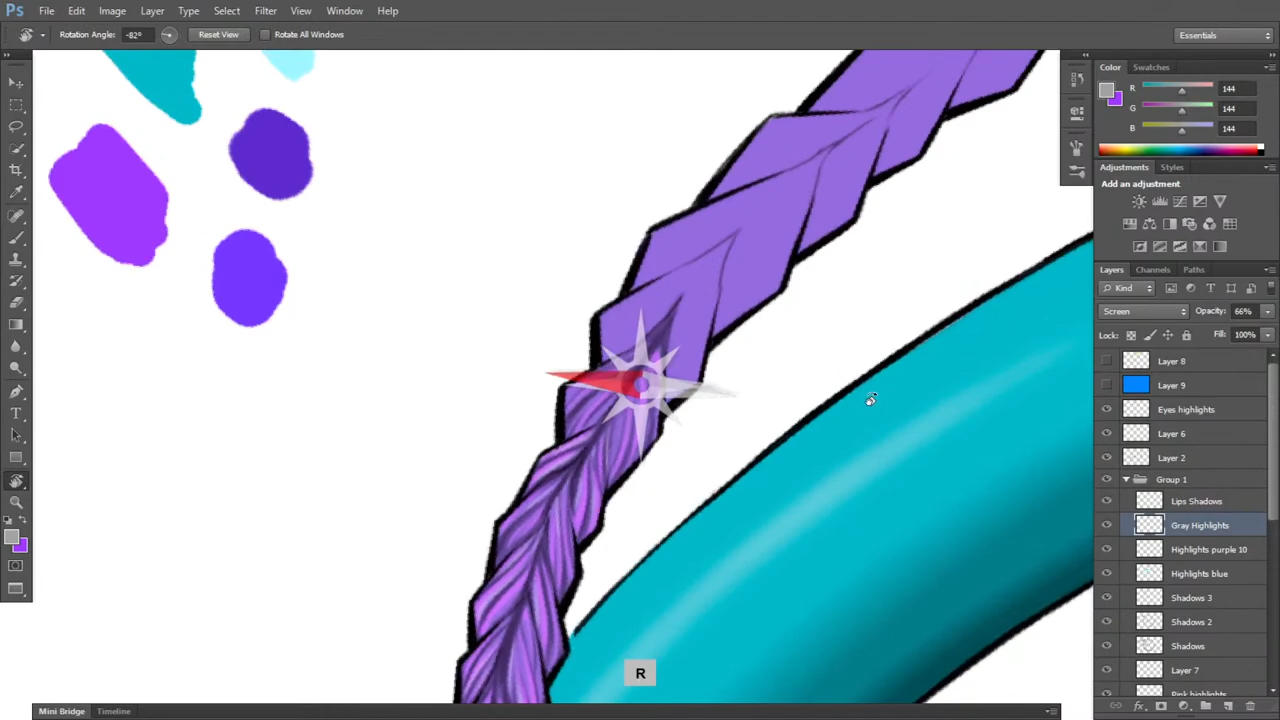 Ps File Edit Image Layer Type Select Filter View Window Help
Rotation Angle: -82° Reset View Rotate All Windows Essentials
Color Swatches
R 144
G 144
B 144
Adjustments Styles
Add an adjustment
Layers Channels Paths
Kind T
Screen Opacity: 66%
Lock: Fill: 100%
Layer 8
Layer 9
Eyes highlights
Layer 6
Layer 2
Group 1
Lips Shadows
Gray Highlights
Highlights purple 10
Highlights blue
Shadows 3
Shadows 2
Shadows
Layer 7
Pink highlights
R
fx
Mini Bridge Timeline